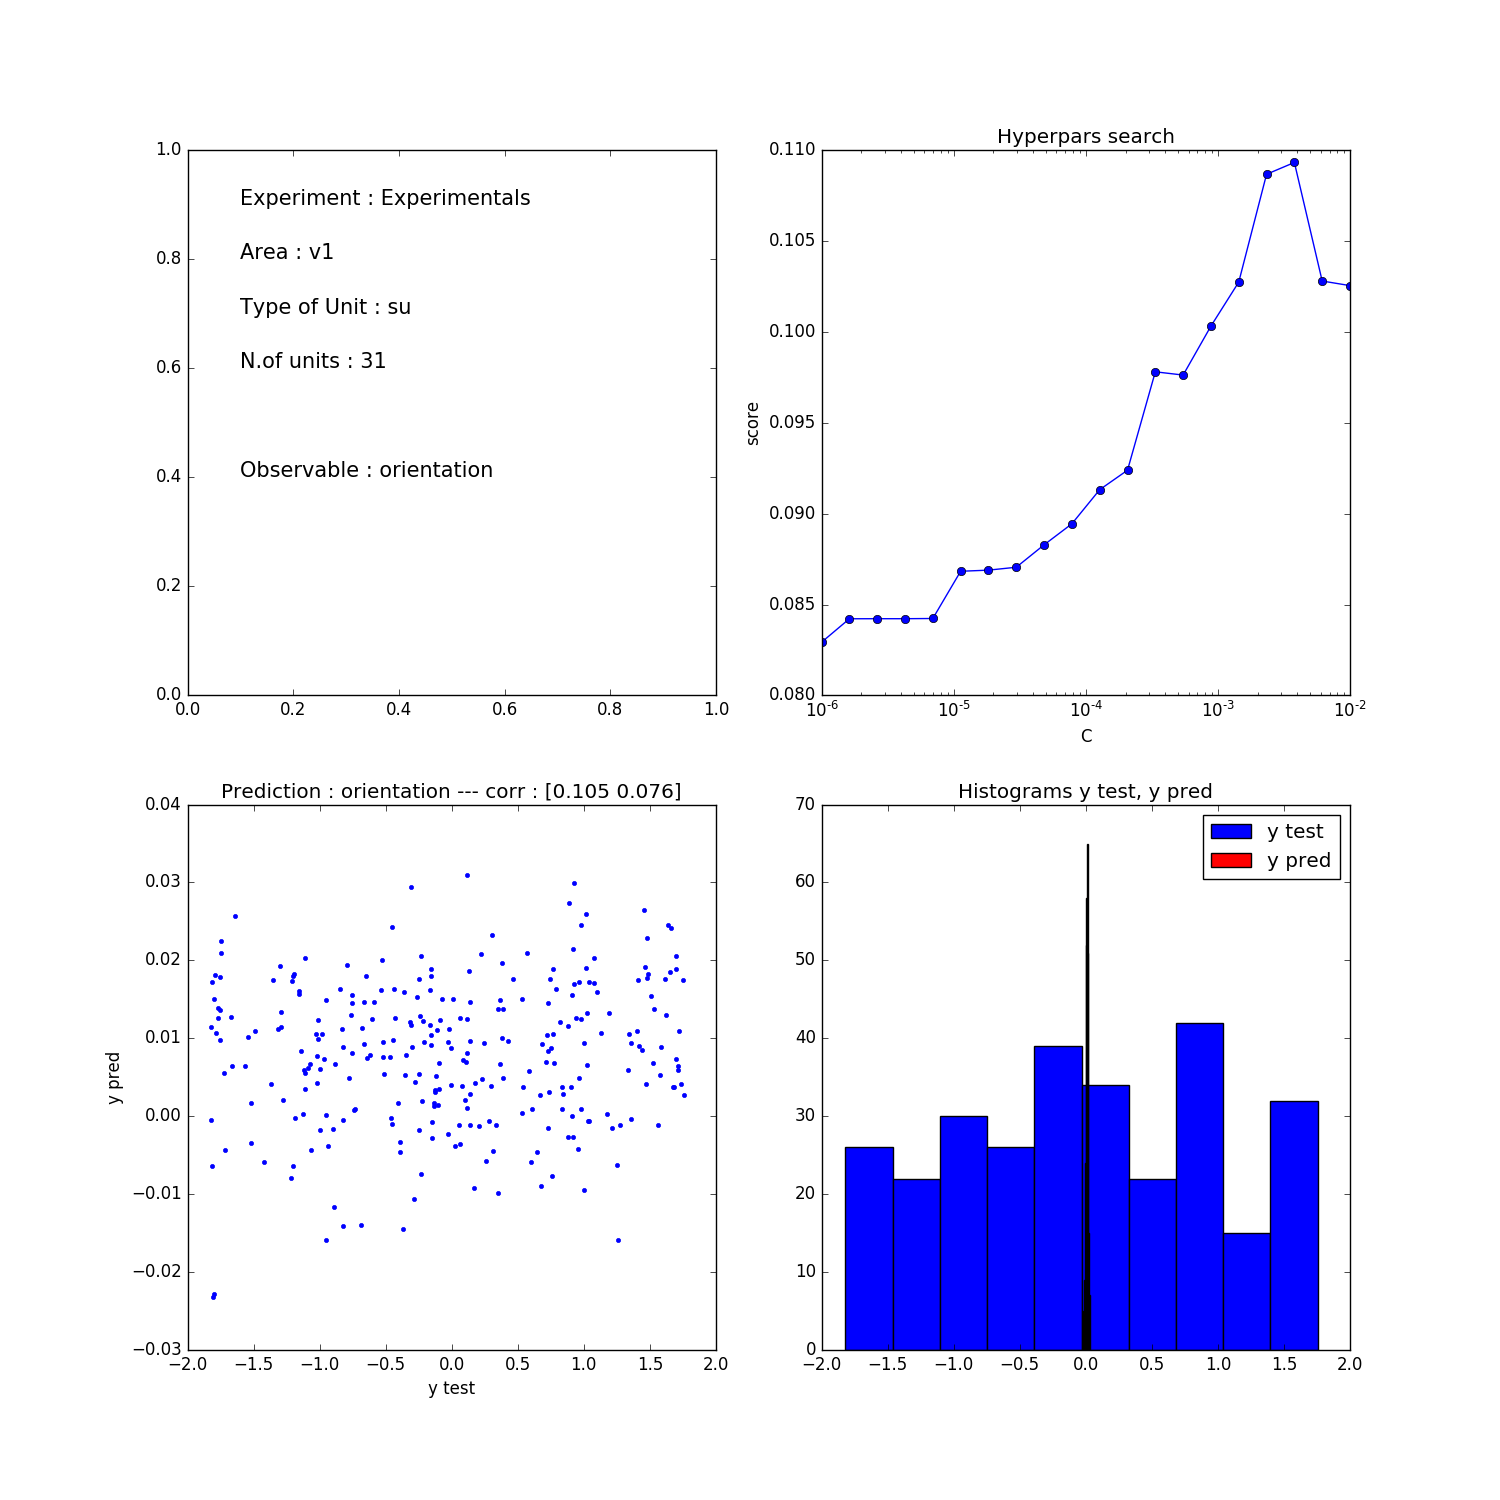 1.0
0.8
0.6
0.4
0.2
0.0
Experiment : Experimentals
Area : v1
Type of Unit : su
N.of units : 31
Observable : orientation
0.0 0.2 0.4 0.6 0.8 1.0
Hyperpars search
0.110
0.105
0.100
0.095
0.090
0.085
0.080
score
10-6 10-5 10-4 10-3 10-2
C
Prediction : orientation --- corr : [0.105 0.076]
0.04
0.03
0.02
0.01
0.00
−0.01
−0.02
−0.03
y pred
−2.0 −1.5 −1.0 −0.5 0.0 0.5 1.0 1.5 2.0
y test
Histograms y test, y pred
70
60
50
40
30
20
10
0
y test
y pred
−2.0 −1.5 −1.0 −0.5 0.0 0.5 1.0 1.5 2.0